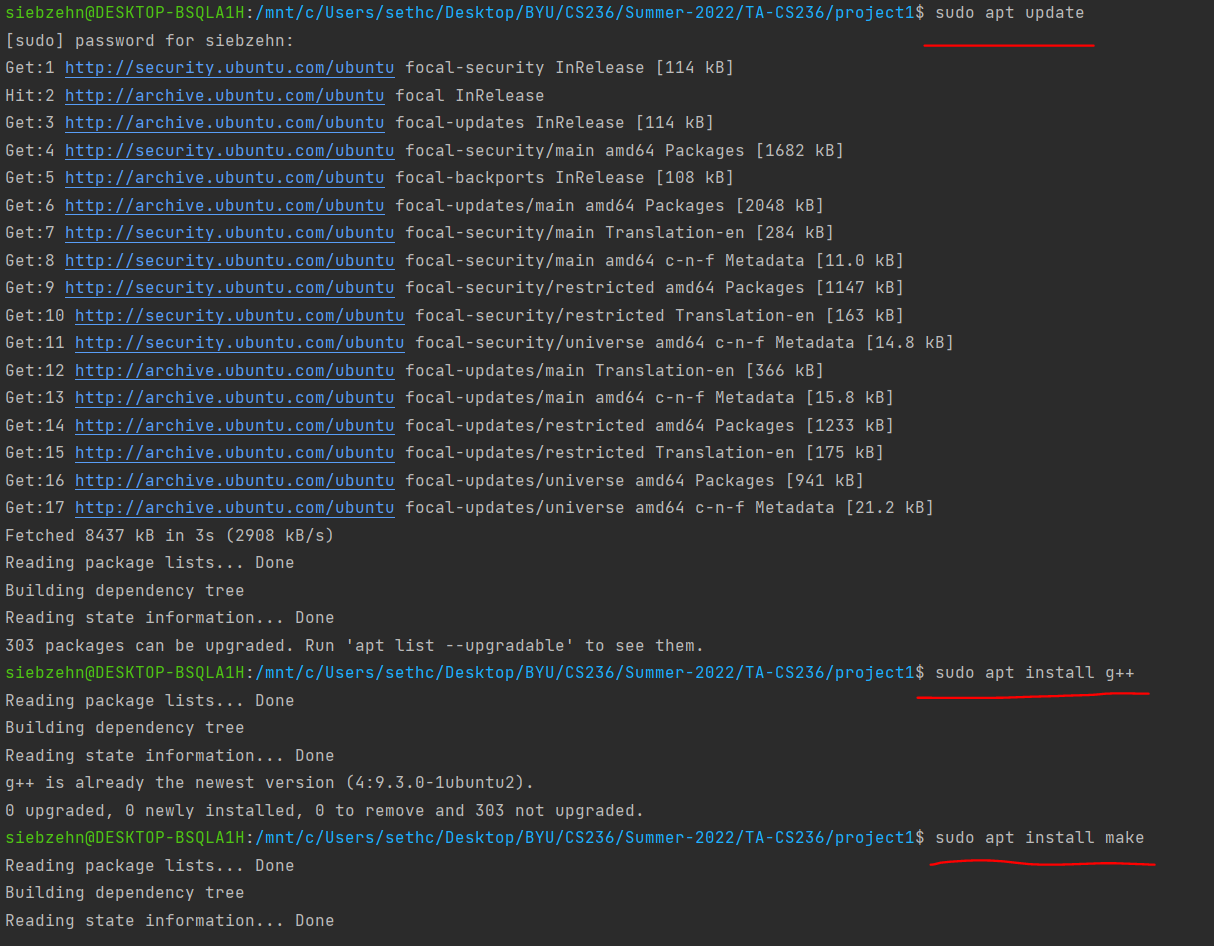 siebzehn@DESKTOP-BSQLA1H:/mnt/c/Users/sethc/Desktop/BYU/CS236/Summer-2022/TA-CS236/project1$ sudo apt update
[sudo] password for siebzehn:
Get:1 http://security.ubuntu.com/ubuntu focal-security InRelease [114 kB]
Hit:2 http://archive.ubuntu.com/ubuntu focal InRelease
Get:3 http://archive.ubuntu.com/ubuntu focal-updates InRelease [114 kB]
Get:4 http://security.ubuntu.com/ubuntu focal-security/main amd64 Packages [1682 kB]
Get:5 http://archive.ubuntu.com/ubuntu focal-backports InRelease [108 kB]
Get:6 http://archive.ubuntu.com/ubuntu focal-updates/main amd64 Packages [2048 kB]
Get:7 http://security.ubuntu.com/ubuntu focal-security/main Translation-en [284 kB]
Get:8 http://security.ubuntu.com/ubuntu focal-security/main amd64 c-n-f Metadata [11.0 kB]
Get:9 http://security.ubuntu.com/ubuntu focal-security/restricted amd64 Packages [1147 kB]
Get:10 http://security.ubuntu.com/ubuntu focal-security/restricted Translation-en [163 kB]
Get:11 http://security.ubuntu.com/ubuntu focal-security/universe amd64 c-n-f Metadata [14.8 kB]
Get:12 http://archive.ubuntu.com/ubuntu focal-updates/main Translation-en [366 kB]
Get:13 http://archive.ubuntu.com/ubuntu focal-updates/main amd64 c-n-f Metadata [15.8 kB]
Get:14 http://archive.ubuntu.com/ubuntu focal-updates/restricted amd64 Packages [1233 kB]
Get:15 http://archive.ubuntu.com/ubuntu focal-updates/restricted Translation-en [175 kB]
Get:16 http://archive.ubuntu.com/ubuntu focal-updates/universe amd64 Packages [941 kB]
Get:17 http://archive.ubuntu.com/ubuntu focal-updates/universe amd64 c-n-f Metadata [21.2 kB]
Fetched 8437 kB in 3s (2908 kB/s)
Reading package lists... Done
Building dependency tree
Reading state information... Done
303 packages can be upgraded. Run 'apt list --upgradable' to see them.
siebzehn@DESKTOP-BSQLA1H:/mnt/c/Users/sethc/Desktop/BYU/CS236/Summer-2022/TA-CS236/project1$ sudo apt install g++
Reading package lists... Done
Building dependency tree
Reading state information... Done
g++ is already the newest version (4:9.3.0-1ubuntu2).
0 upgraded, 0 newly installed, 0 to remove and 303 not upgraded.
siebzehn@DESKTOP-BSQLA1H:/mnt/c/Users/sethc/Desktop/BYU/CS236/Summer-2022/TA-CS236/project1$ sudo apt install make
Reading package lists... Done
Building dependency tree
Reading state information... Done